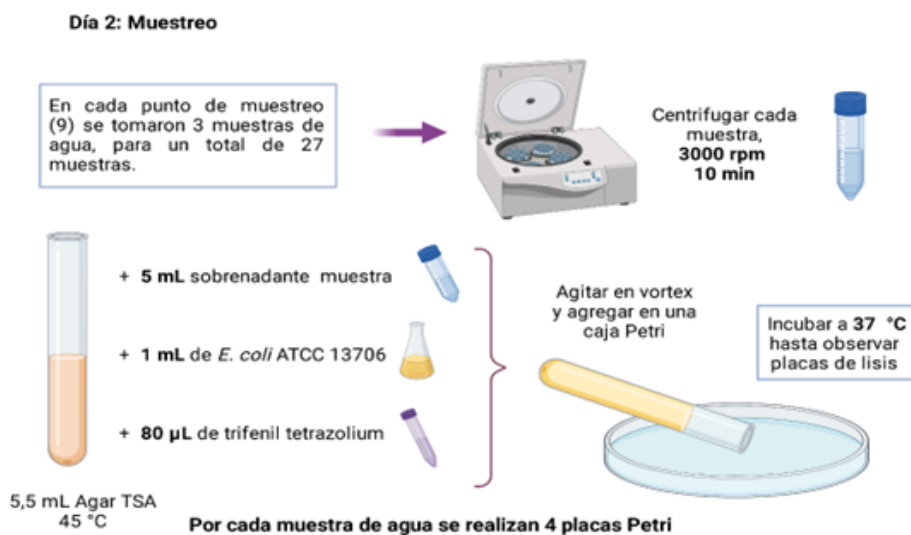 Día 2: Muestreo
En cada punto de muestreo
(9) se tomaron 3 muestras de
agua, para un total de 27
muestras.
Centrifugar cada
muestra,
3000 rpm
10 min
+ 5 mL sobrenadante muestra
+ 1 mL de E. coli ATCC 13706
+ 80 µL de trifenil tetrazolium
5,5 mL Agar TSA
45 °C
Agitar en vortex
y agregar en una
caja Petri
Incubar a 37 °C
hasta observar
placas de lisis
Por cada muestra de agua se realizan 4 placas Petri